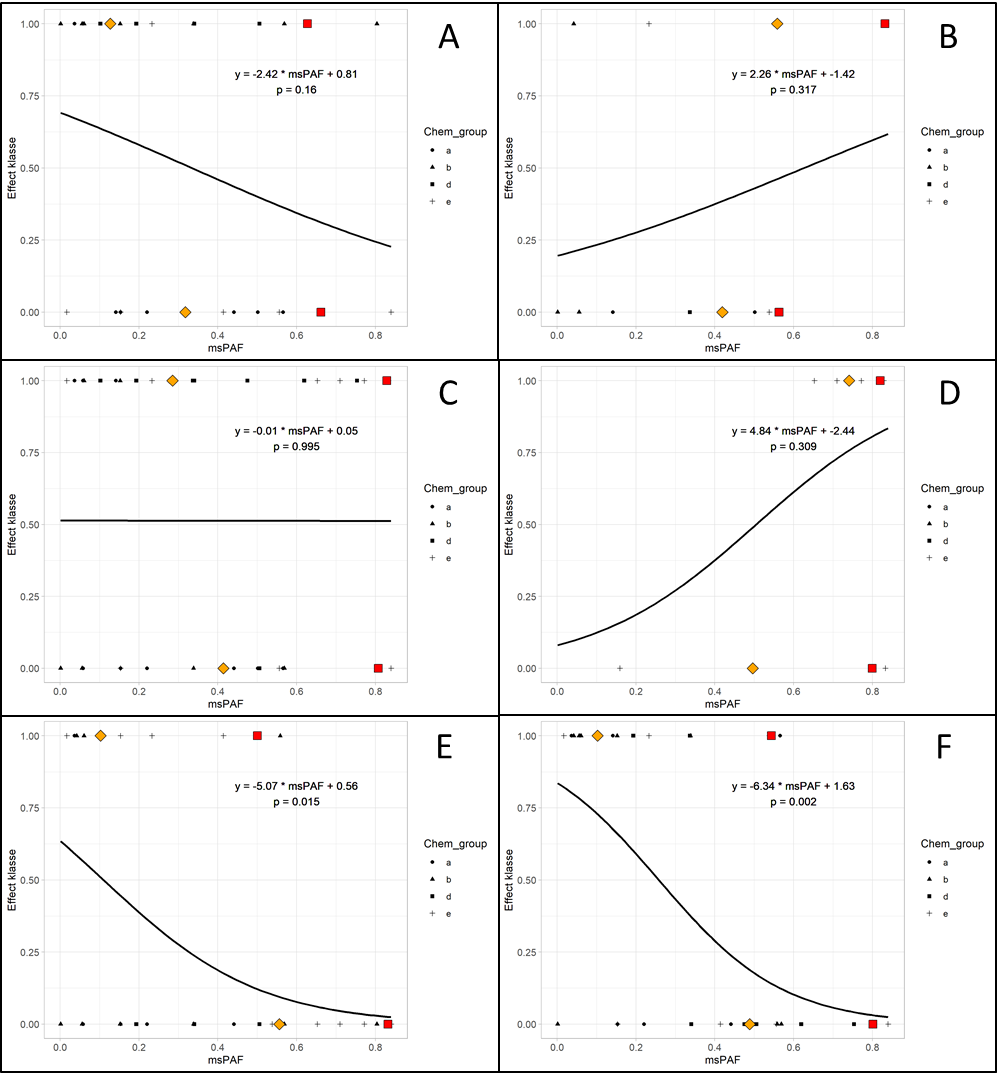 A
y = -2.42 * msPAF + 0.81
p = 0.16
Effect klasse
1.00
0.75
0.50
0.25
0.00
0.0 0.2 0.4 0.6 0.8
msPAF
Chem_group
a
b
d
e
B
y = 2.26 * msPAF + -1.42
p = 0.317
Effect klasse
1.00
0.75
0.50
0.25
0.00
0.0 0.2 0.4 0.6 0.8
msPAF
Chem_group
a
b
d
e
C
y = -0.01 * msPAF + 0.05
p = 0.995
Effect klasse
1.00
0.75
0.50
0.25
0.00
0.0 0.2 0.4 0.6 0.8
msPAF
Chem_group
a
b
d
e
D
y = 4.84 * msPAF + -2.44
p = 0.309
Effect klasse
1.00
0.75
0.50
0.25
0.00
0.0 0.2 0.4 0.6 0.8
msPAF
Chem_group
a
b
d
e
E
y = -5.07 * msPAF + 0.56
p = 0.015
Effect klasse
1.00
0.75
0.50
0.25
0.00
0.0 0.2 0.4 0.6 0.8
msPAF
Chem_group
a
b
d
e
F
y = -6.34 * msPAF + 1.63
p = 0.002
Effect klasse
1.00
0.75
0.50
0.25
0.00
0.0 0.2 0.4 0.6 0.8
msPAF
Chem_group
a
b
d
e